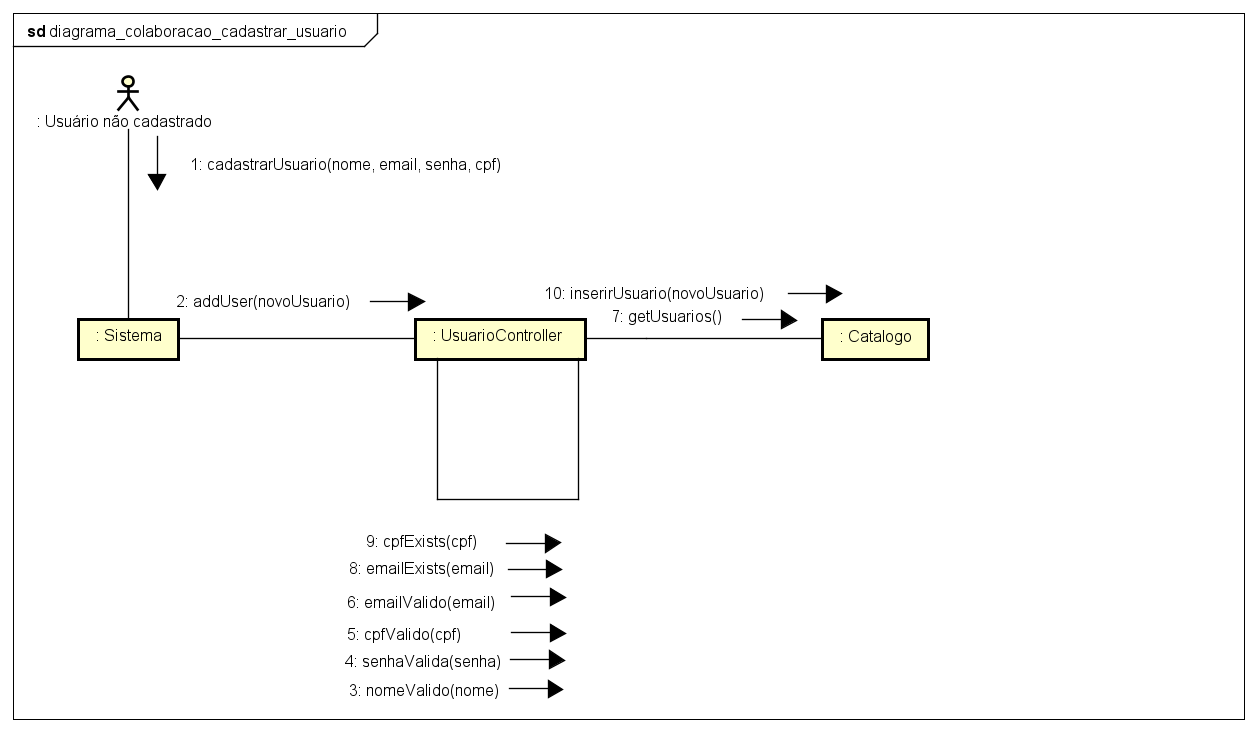 sd diagrama_colaboracao_cadastrar_usuario
: Usuário não cadastrado
1: cadastrarUsuario(nome, email, senha, cpf)
2: addUser(novoUsuario)
10: inserirUsuario(novoUsuario)
7: getUsuarios()
: Sistema
: UsuarioController
: Catalogo
9: cpfExists(cpf)
8: emailExists(email)
6: emailValido(email)
5: cpfValido(cpf)
4: senhaValida(senha)
3: nomeValido(nome)